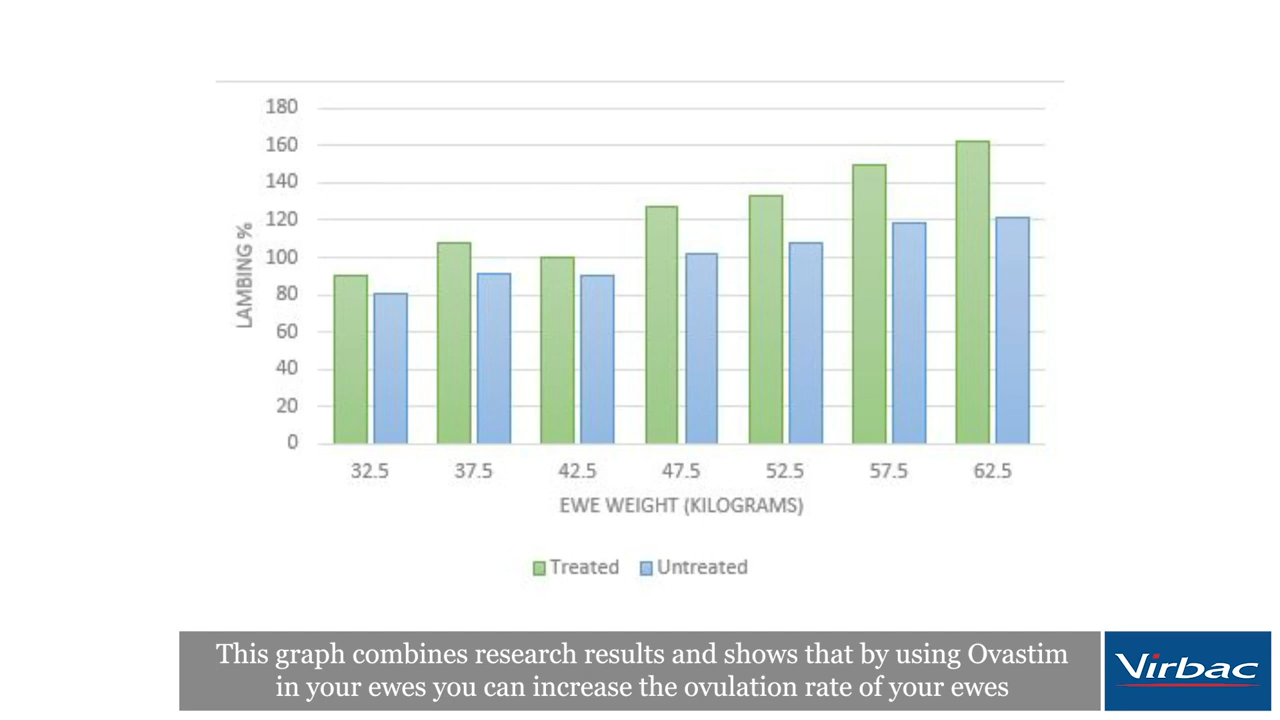 180
160
140
120
100
80
60
40
20
0
LAMBING %
32.5 37.5 42.5 47.5 52.5 57.5 62.5
EWE WEIGHT (KILOGRAMS)
Treated Untreated
This graph combines research results and shows that by using Ovastim
in your ewes you can increase the ovulation rate of your ewes
Virbac